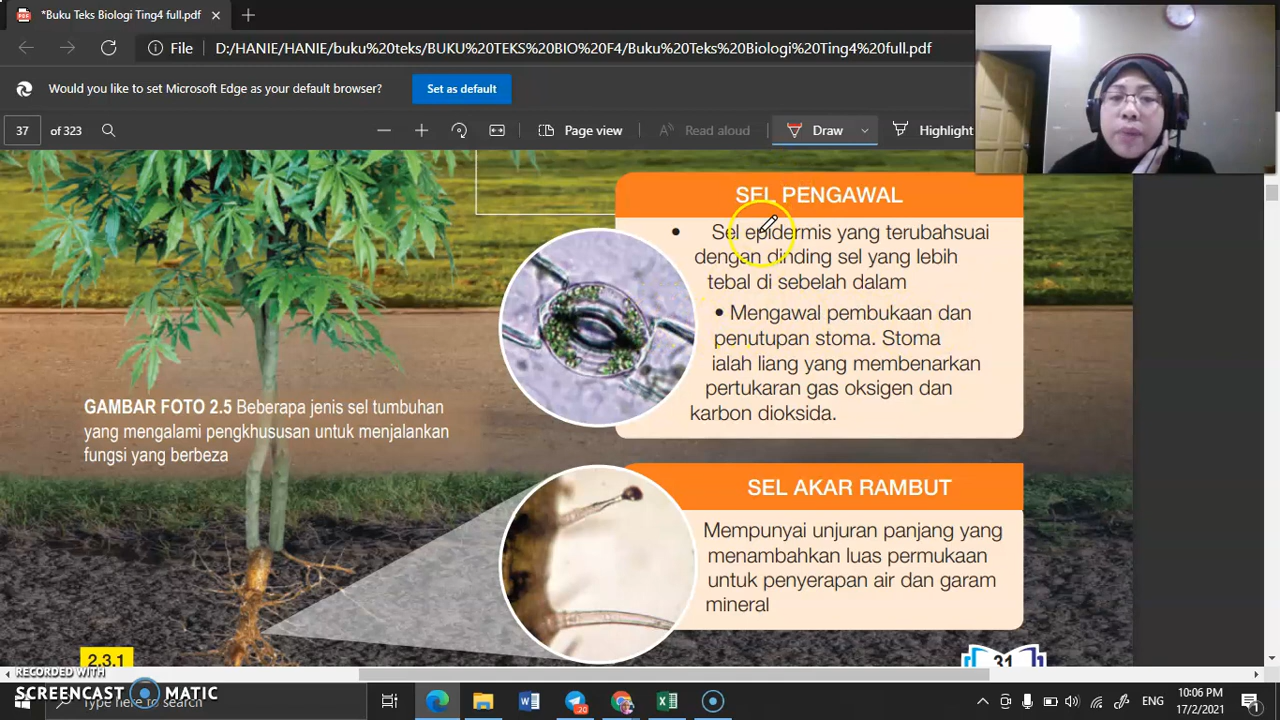 *Buku Teks Biologi Ting4 full.pdf
File D:/HANIE/HANIE/buku%20teks/BUKU%20TEKS%20BIO%20F4/Buku%20Teks%20Biologi%20Ting4%20full.pdf
Would you like to set Microsoft Edge as your default browser? Set as default
37 of 323 Page view Read aloud Draw Highlight
SEL PENGAWAL
• Sel epidermis yang terubahsuai
dengan dinding sel yang lebih
tebal di sebelah dalam
• Mengawal pembukaan dan
penutupan stoma. Stoma
ialah liang yang membenarkan
pertukaran gas oksigen dan
karbon dioksida.
GAMBAR FOTO 2.5 Beberapa jenis sel tumbuhan
yang mengalami pengkhususan untuk menjalankan
fungsi yang berbeza
SEL AKAR RAMBUT
Mempunyai unjuran panjang yang
menambahkan luas permukaan
untuk penyerapan air dan garam
mineral
2.3.1
31
RECORDED WITH
SCREENCAST MATIC
Type here to search
20
ENG
10:06 PM
17/2/2021
1